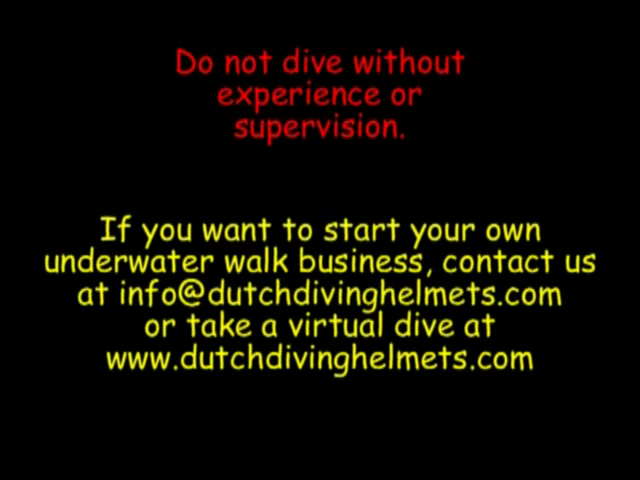 Do not dive without
experience or
supervision.
If you want to start your own
underwater walk business, contact us
at info@dutchdivinghelmets.com
or take a virtual dive at
www.dutchdivinghelmets.com